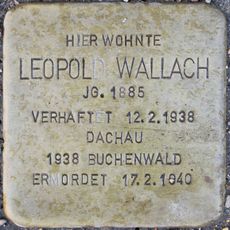 HIER WOHNTE
LEOPOLD WALLACH
JG. 1885
VERHAFTET 12.2.1938
DACHAU
1938 BUCHENWALD
ERMORDET 17.2.1940